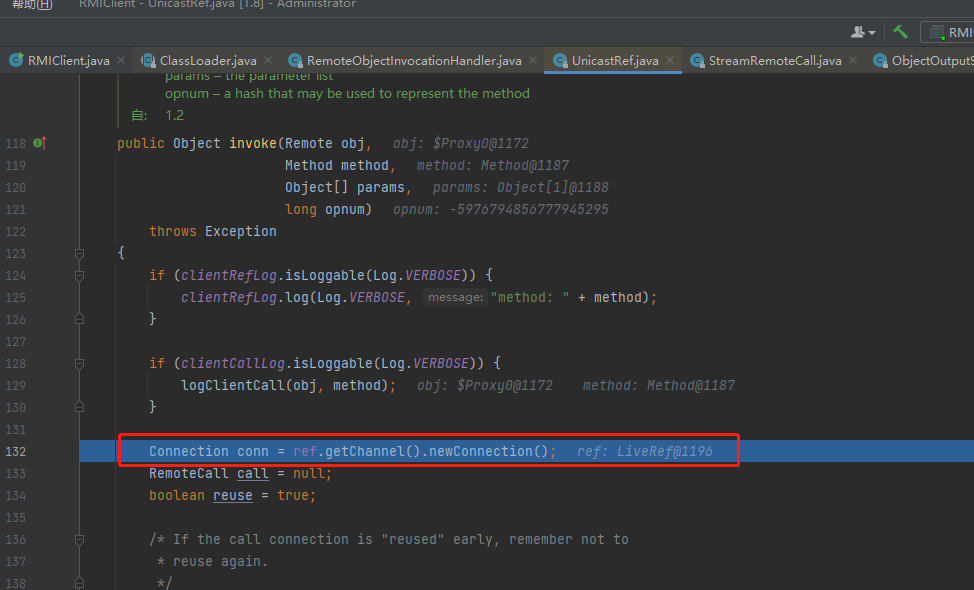 帮助(H) RMIClient - UnicastRef.java [1.8] - Administrator
RMI
RMIClient.java ClassLoader.java RemoteObjectInvocationHandler.java UnicastRef.java StreamRemoteCall.java ObjectOutputS
params – the parameter list
opnum – a hash that may be used to represent the method
自: 1.2
118 public Object invoke(Remote obj, obj: $Proxy0@1172
119 Method method, method: Method@1187
120 Object[] params, params: Object[1]@1188
121 long opnum) opnum: -5976794856777945295
122 throws Exception
123 {
124 if (clientRefLog.isLoggable(Log.VERBOSE)) {
125 clientRefLog.log(Log.VERBOSE, message: "method: " + method);
126 }
127
128 if (clientCallLog.isLoggable(Log.VERBOSE)) {
129 logClientCall(obj, method); obj: $Proxy0@1172 method: Method@1187
130 }
131
132 Connection conn = ref.getChannel().newConnection(); ref: LiveRef@1196
133 RemoteCall call = null;
134 boolean reuse = true;
135
136 /* If the call connection is "reused" early, remember not to
137 * reuse again.
138 */